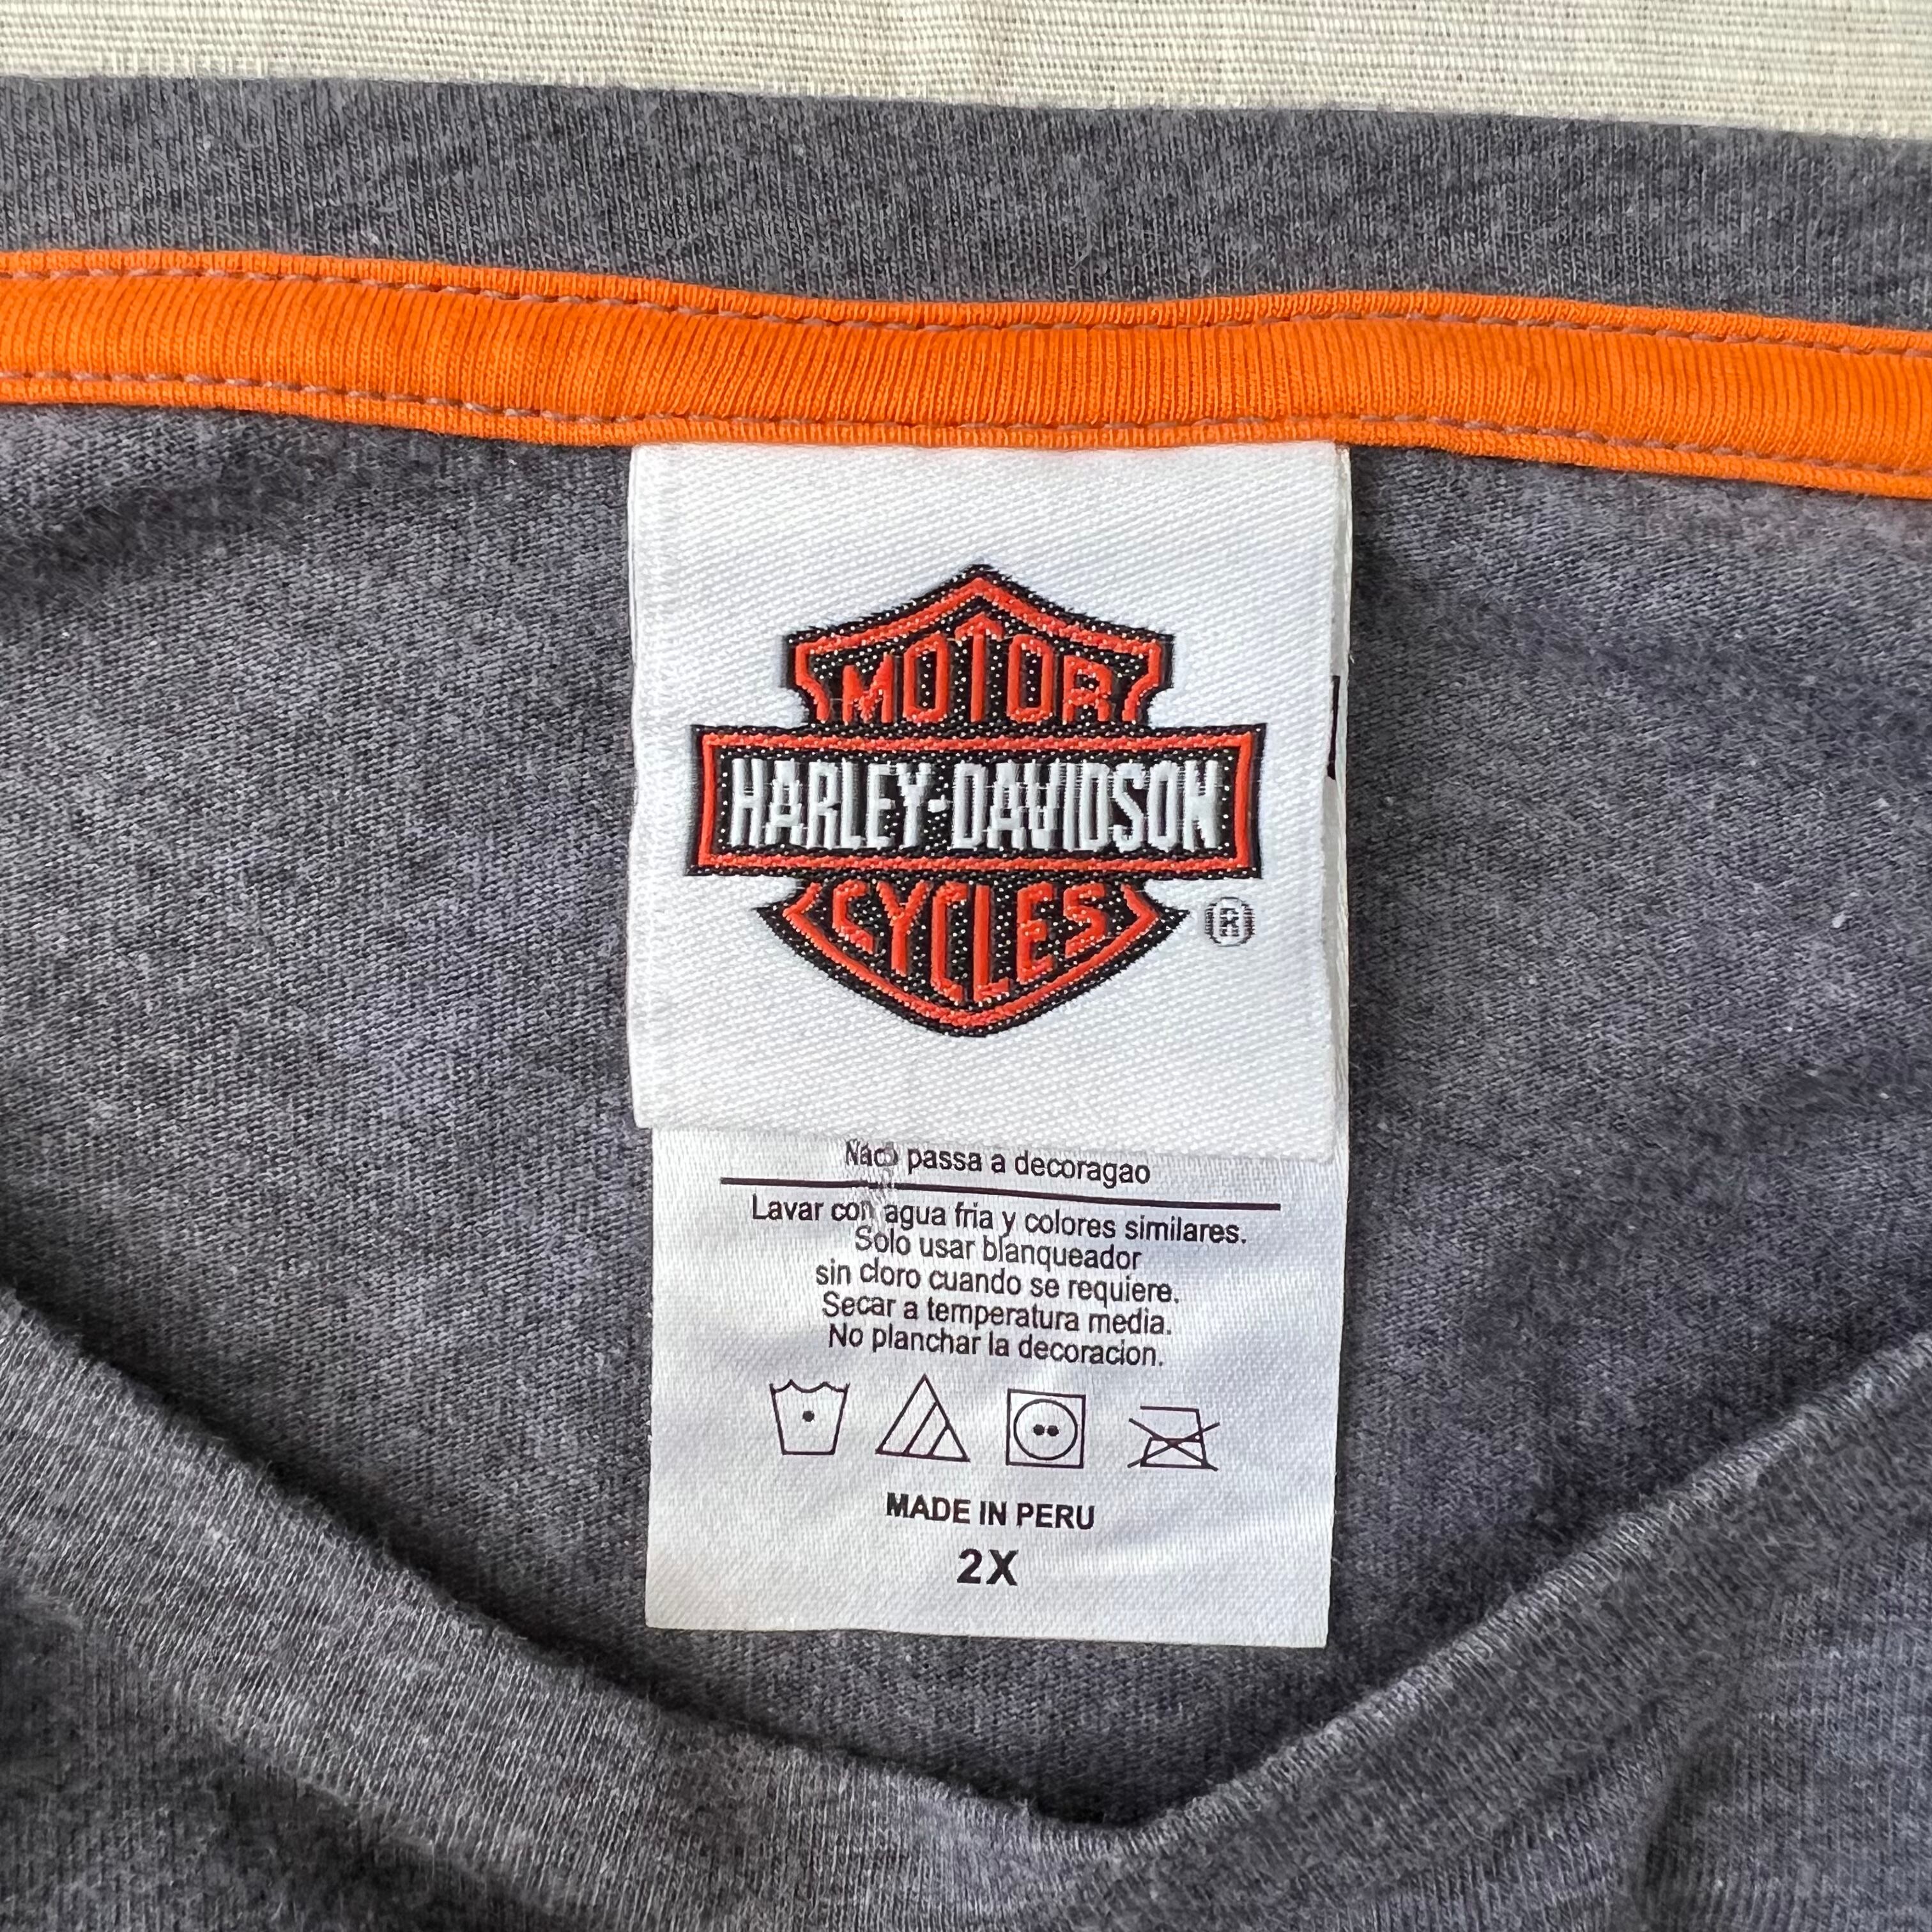 MOTOR
HARLEY-DAVIDSON
CYCLES
®
Nao passa a decoragao
Lavar con agua fria y colores similares.
Solo usar blanqueador
sin cloro cuando se requiere.
Secar a temperatura media.
No planchar la decoracion.
MADE IN PERU
2X